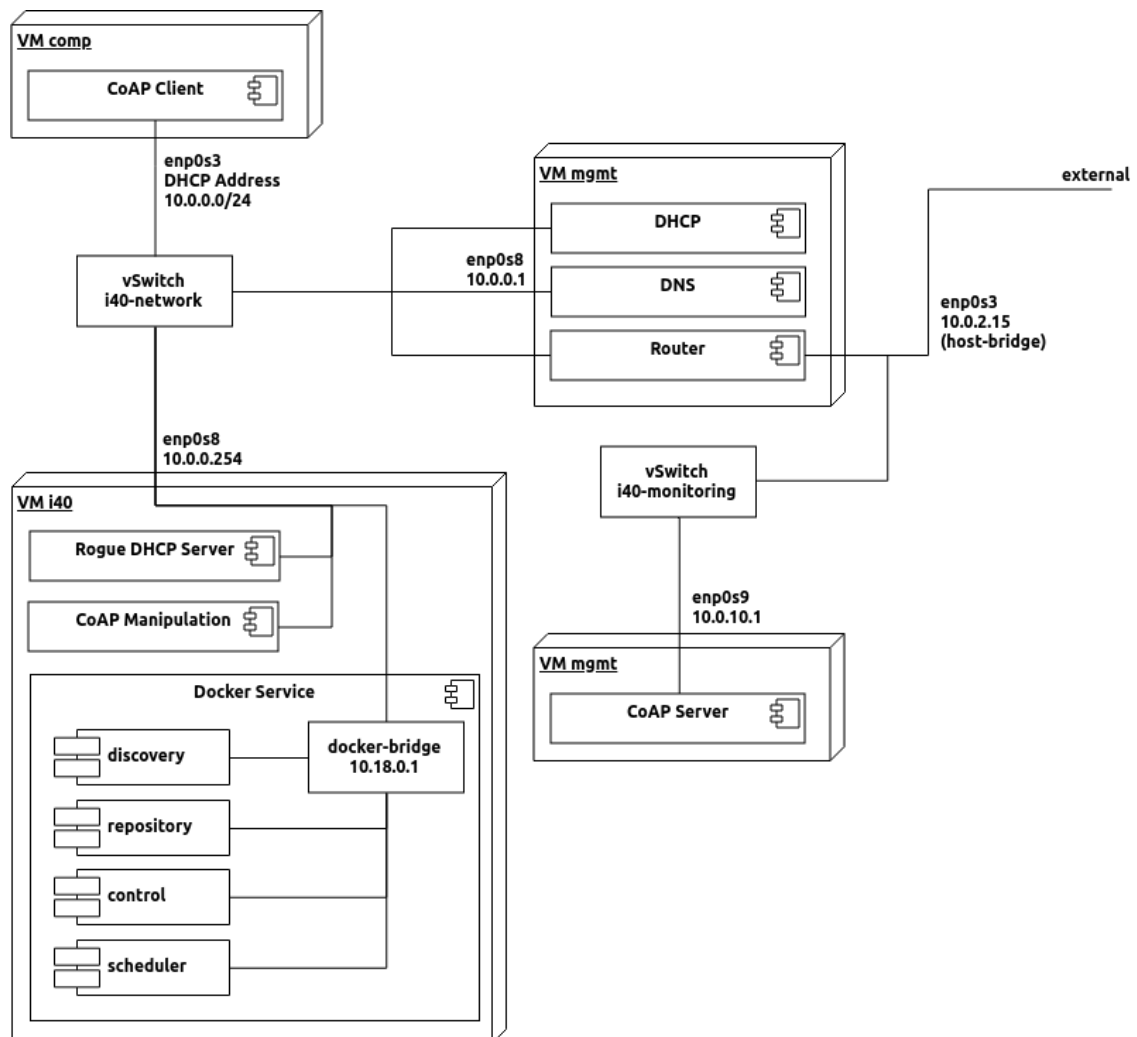 VM comp
CoAP Client
enp0s3
DHCP Address
10.0.0.0/24
vSwitch
i40-network
enp0s8
10.0.0.1
VM mgmt
DHCP
DNS
Router
external
enp0s3
10.0.2.15
(host-bridge)
enp0s8
10.0.0.254
vSwitch
i40-monitoring
enp0s9
10.0.10.1
VM mgmt
CoAP Server
VM i40
Rogue DHCP Server
CoAP Manipulation
Docker Service
docker-bridge
10.18.0.1
discovery
repository
control
scheduler